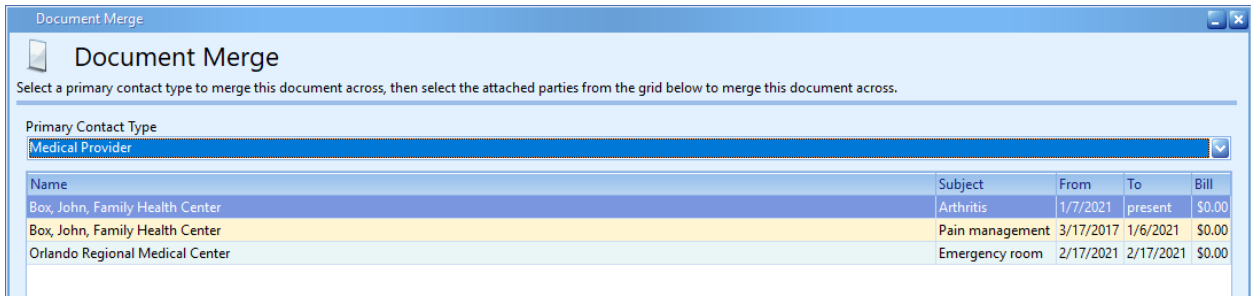 Document Merge
Document Merge
Select a primary contact type to merge this document across, then select the attached parties from the grid below to merge this document across.
Primary Contact Type
Medical Provider
Name Subject From To Bill
Box, John, Family Health Center Arthritis 1/7/2021 present $0.00
Box, John, Family Health Center Pain management 3/17/2017 1/6/2021 $0.00
Orlando Regional Medical Center Emergency room 2/17/2021 2/17/2021 $0.00